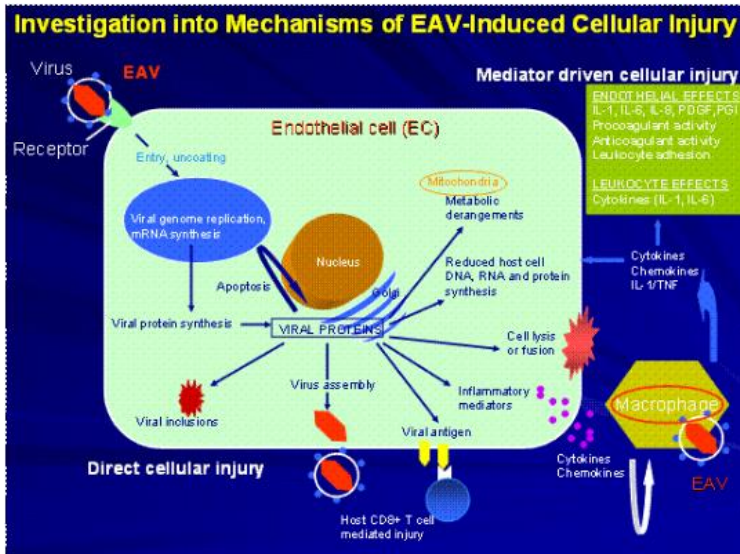 Investigation into Mechanisms of EAV-Induced Cellular Injury
Virus
EAV
Receptor
Mediator driven cellular injury
ENDOTHELIAL EFFECTS
IL-1, IL-6, IL-8, PDGF,PGI
Procoagulant activity
Anticoagulant activity
Leukocyte adhesion
LEUKOCYTE EFFECTS
Cytokines (IL-1, IL-6)
Endothelial cell (EC)
Entry, uncoating
Viral genome replication,
mRNA synthesis
Nucleus
Mitochondria
Metabolic
derangements
Apoptosis
Golgi
Reduced host cell
DNA, RNA and protein
synthesis
Cytokines
Chemokines
IL-1/TNF
Viral protein synthesis
VIRAL PROTEINS
Cell lysis
or fusion
Virus assembly
Inflammatory
mediators
Viral inclusions
Viral antigen
Macrophage
EAV
Cytokines
Chemokines
Direct cellular injury
Host CD8+ T cell
mediated injury